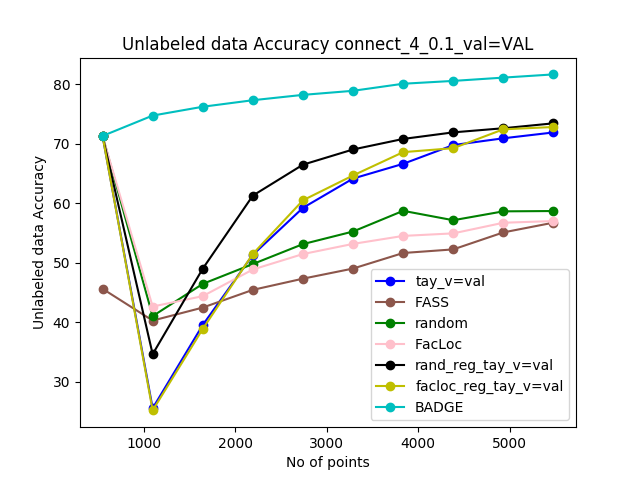 Unlabeled data Accuracy connect_4_0.1_val=VAL
Unlabeled data Accuracy
80
70
60
50
40
30
1000
2000
3000
4000
5000
No of points
tay_v=val
FASS
random
FacLoc
rand_reg_tay_v=val
facloc_reg_tay_v=val
BADGE